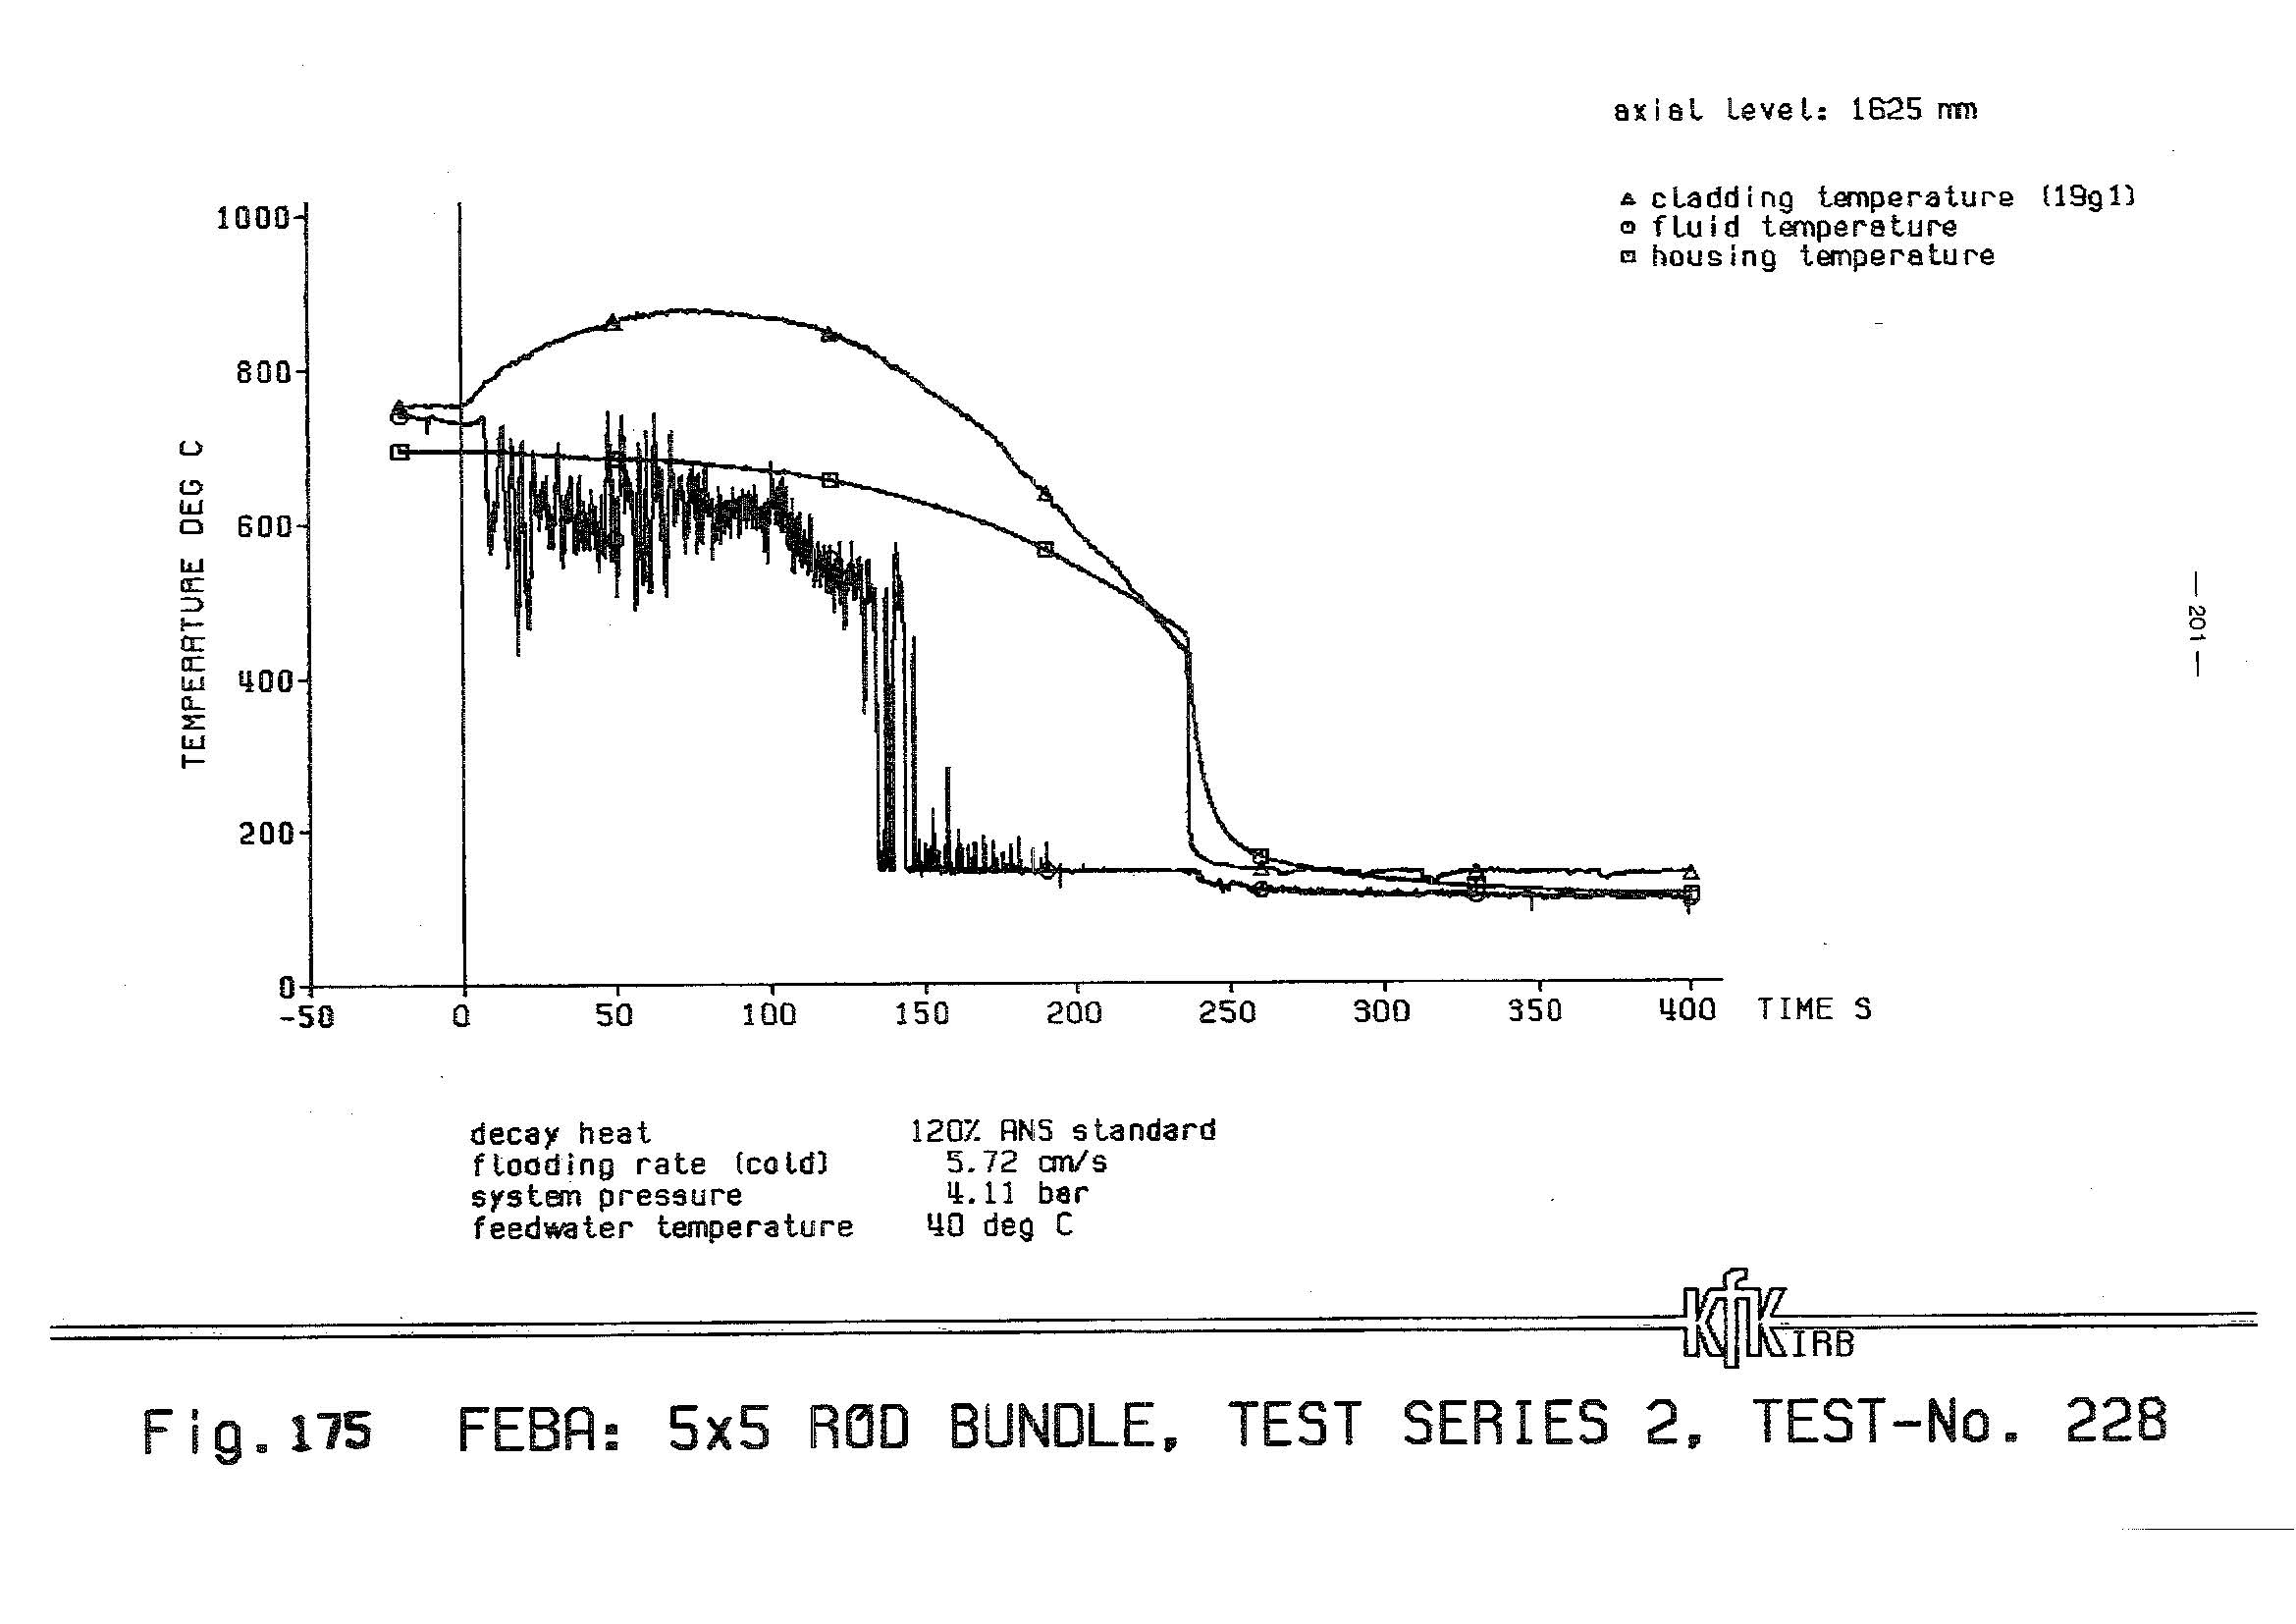 axial level: 1625 mm
cladding temperature (19g1)
fluid temperature
housing temperature
TEMPERATURE DEG C
1000
800
600
400
200
0
-50 0 50 100 150 200 250 300 350 400 TIME S
— 201 —
decay heat 120% ANS standard
flooding rate (cold) 5.72 cm/s
system pressure 4.11 bar
feedwater temperature 40 deg C
KfK IRB
Fig. 175 FEBA: 5x5 RØD BUNDLE, TEST SERIES 2, TEST-No. 228